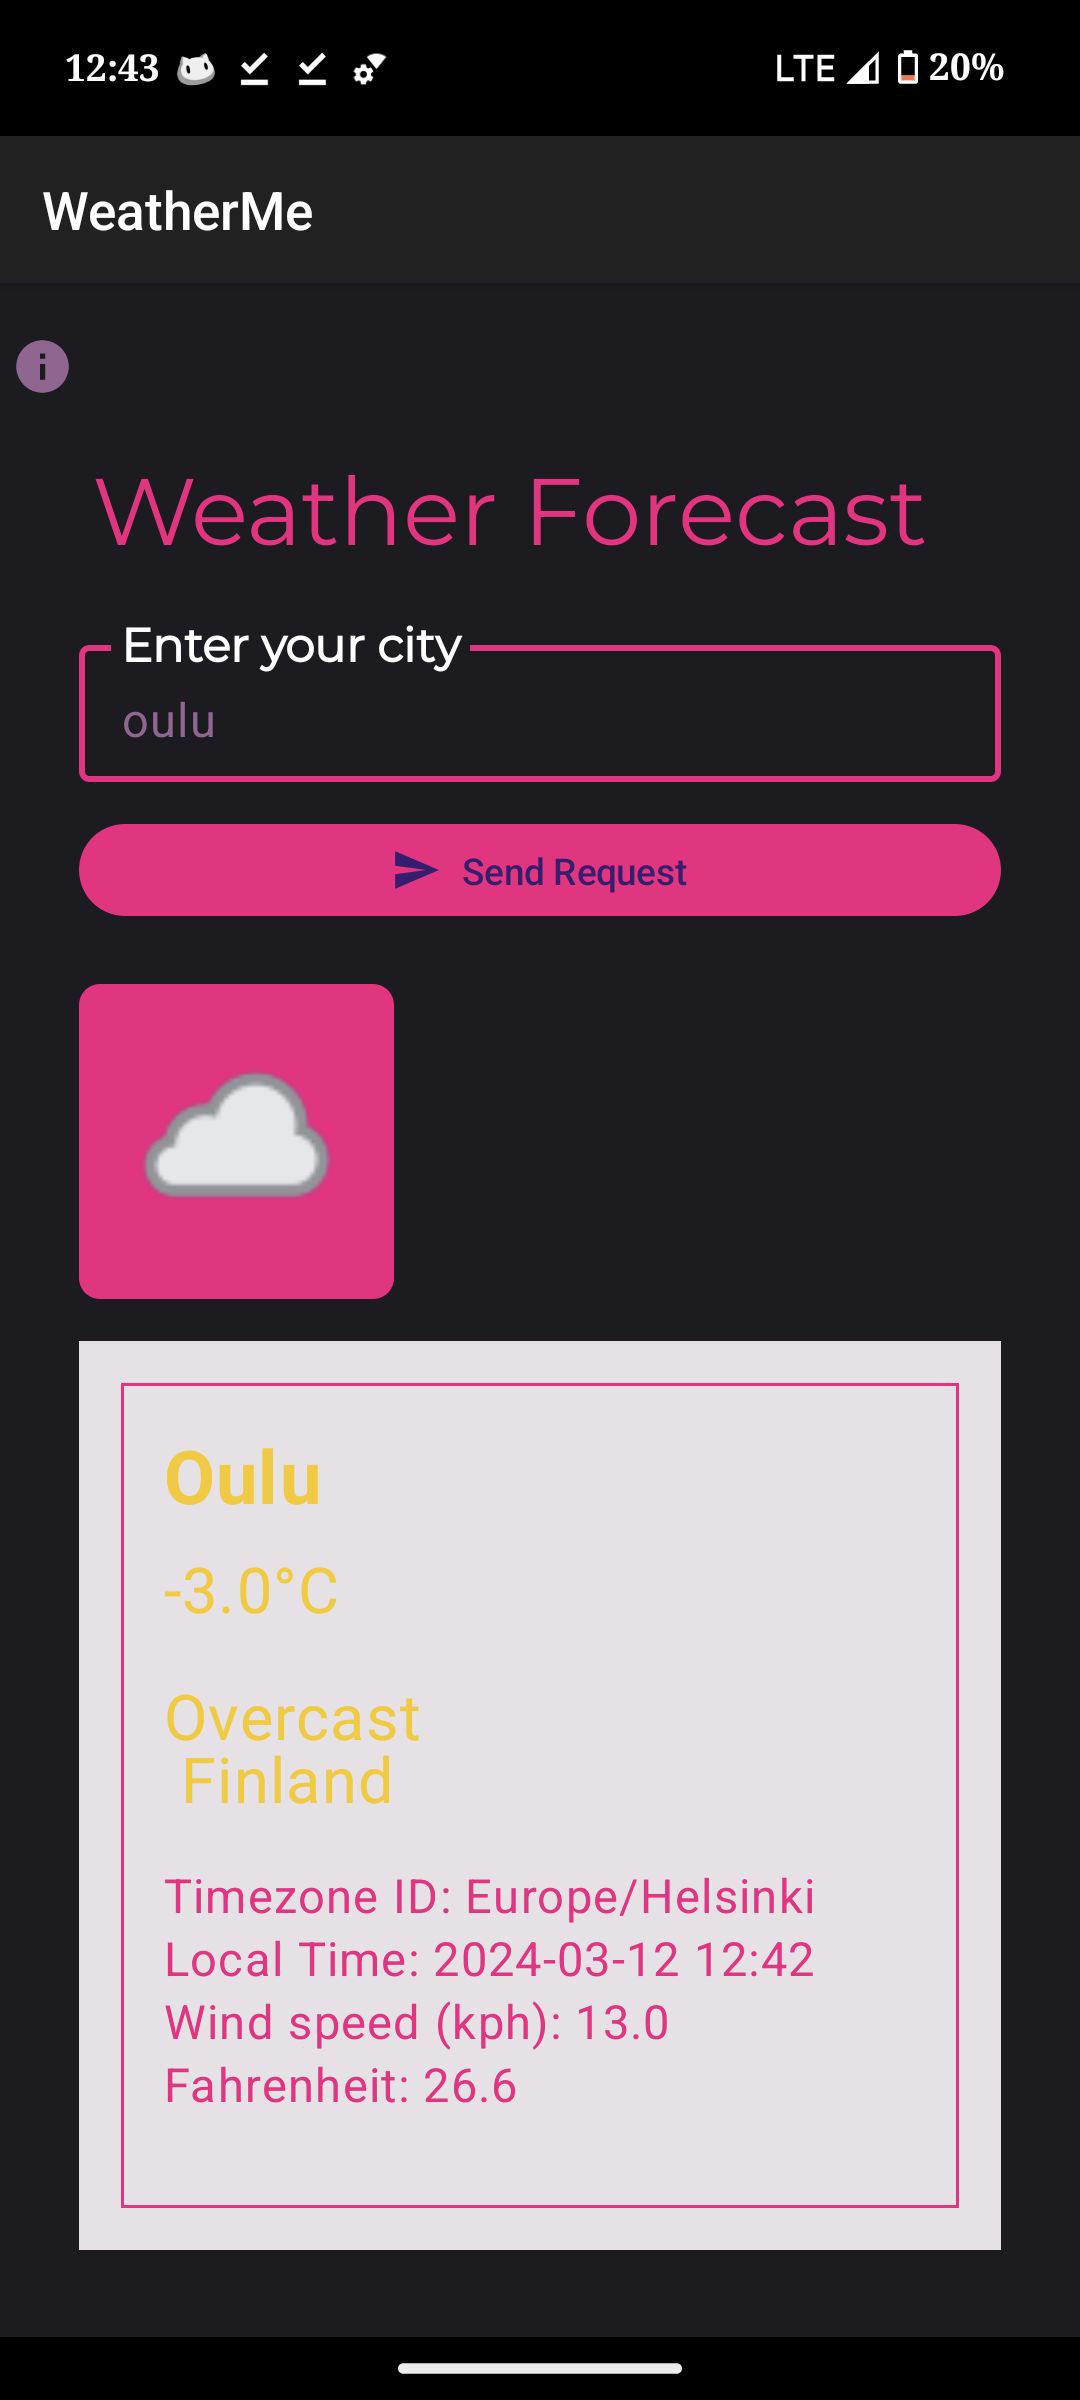 12:43 LTE 20%
WeatherMe
Weather Forecast
Enter your city
oulu
Send Request
Oulu
-3.0°C
Overcast
Finland
Timezone ID: Europe/Helsinki
Local Time: 2024-03-12 12:42
Wind speed (kph): 13.0
Fahrenheit: 26.6